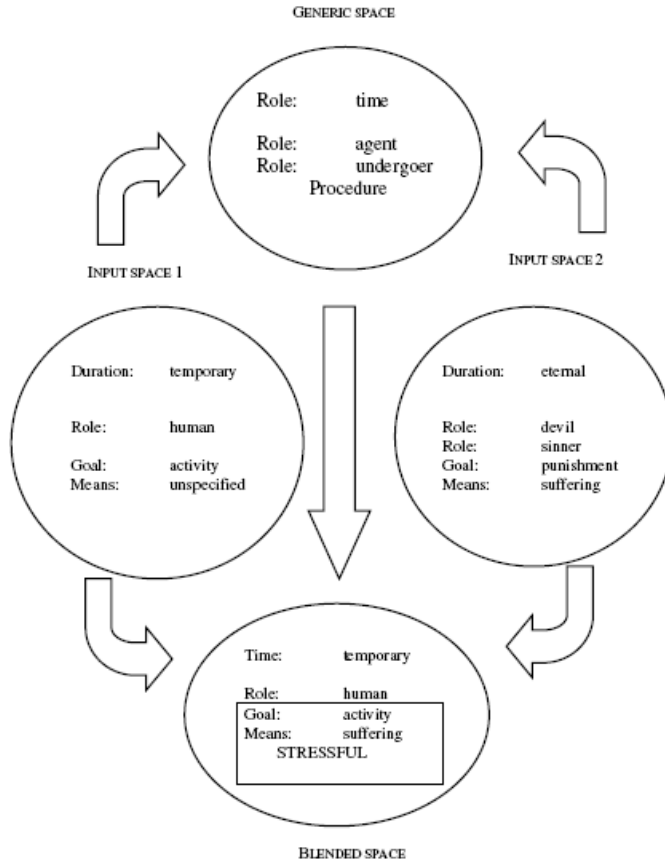 GENERIC SPACE
Role: time
Role: agent
Role: undergoer
Procedure
INPUT SPACE 1
INPUT SPACE 2
Duration: temporary
Role: human
Goal: activity
Means: unspecified
Duration: eternal
Role: devil
Role: sinner
Goal: punishment
Means: suffering
Time: temporary
Role: human
Goal: activity
Means: suffering
STRESSFUL
BLENDED SPACE